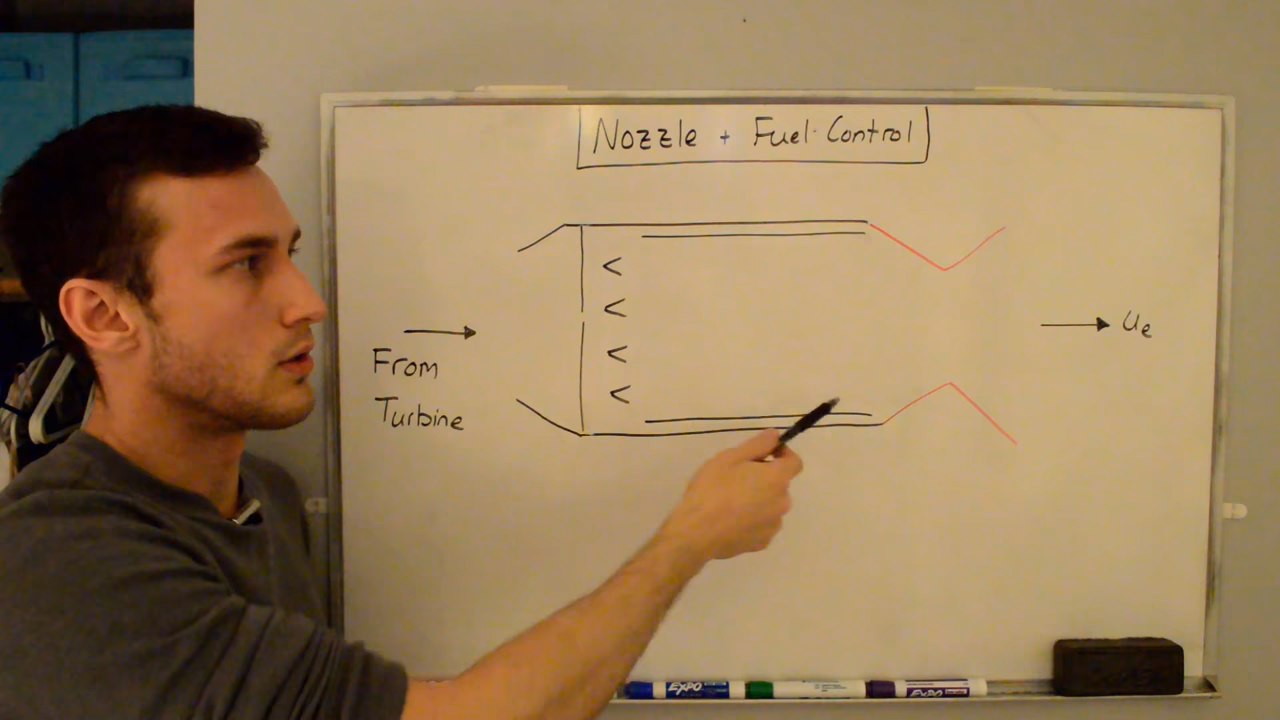 Nozzle + Fuel Control
From
Turbine
ue
EXPO
EXPO